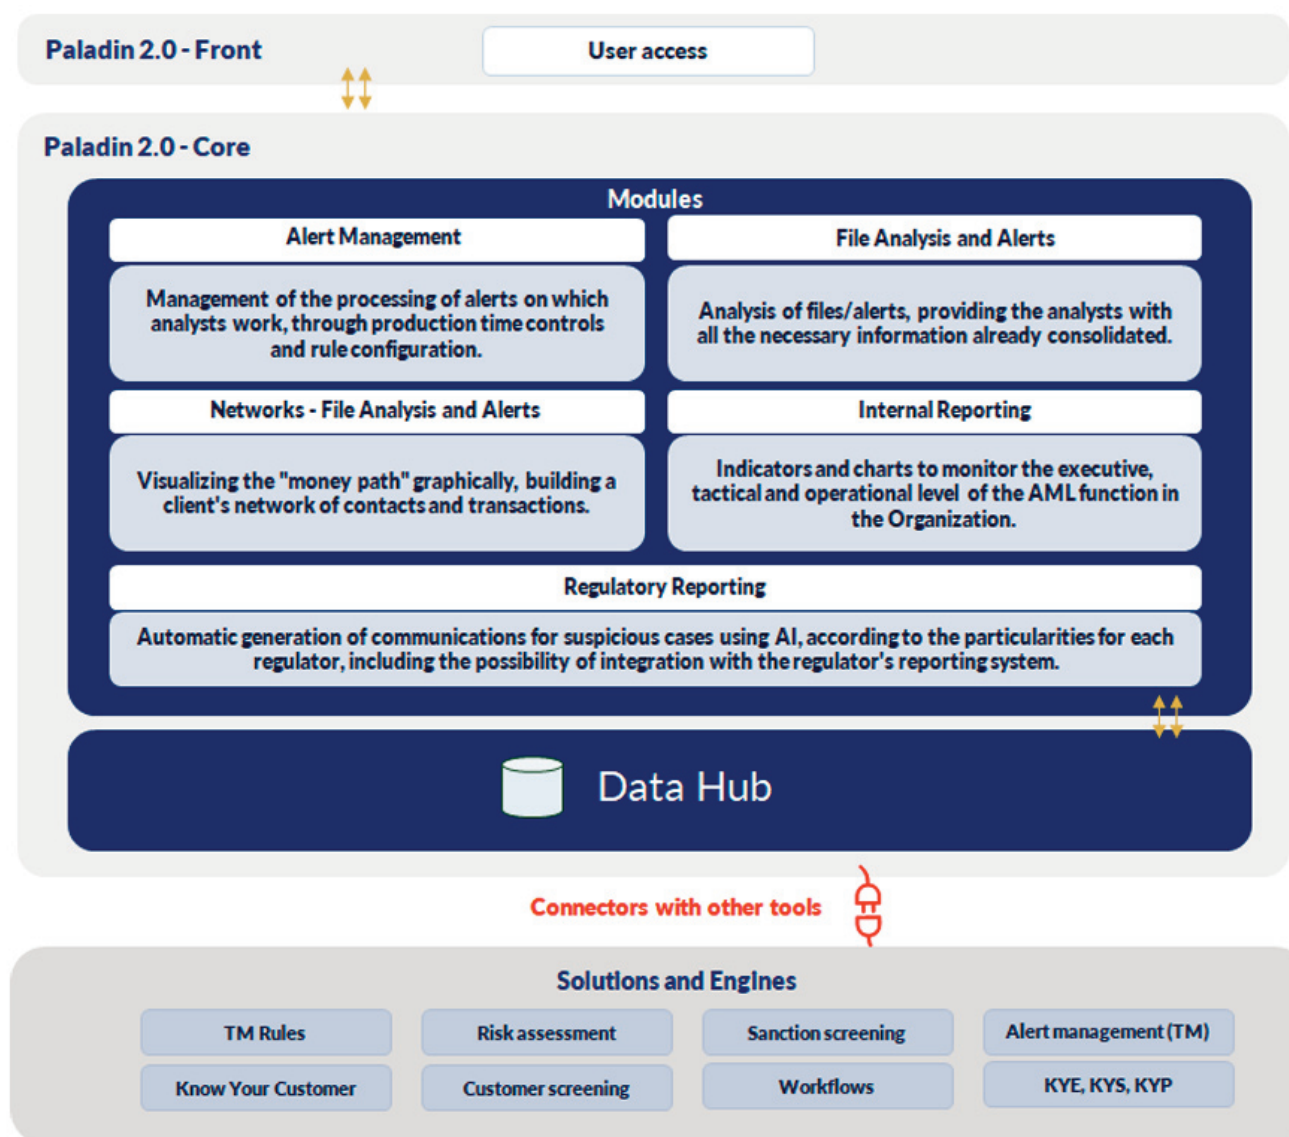 Paladin 2.0 - Front
User access
Paladin 2.0 - Core
Modules
Alert Management
Management of the processing of alerts on which
analysts work, through production time controls
and rule configuration.
File Analysis and Alerts
Analysis of files/alerts, providing the analysts with
all the necessary information already consolidated.
Networks - File Analysis and Alerts
Visualizing the "money path" graphically, building a
client's network of contacts and transactions.
Internal Reporting
Indicators and charts to monitor the executive,
tactical and operational level of the AML function in
the Organization.
Regulatory Reporting
Automatic generation of communications for suspicious cases using AI, according to the particularities for each
regulator, including the possibility of integration with the regulator's reporting system.
Data Hub
Connectors with other tools
Solutions and Engines
TM Rules
Risk assessment
Sanction screening
Alert management (TM)
Know Your Customer
Customer screening
Workflows
KYE, KYS, KYP